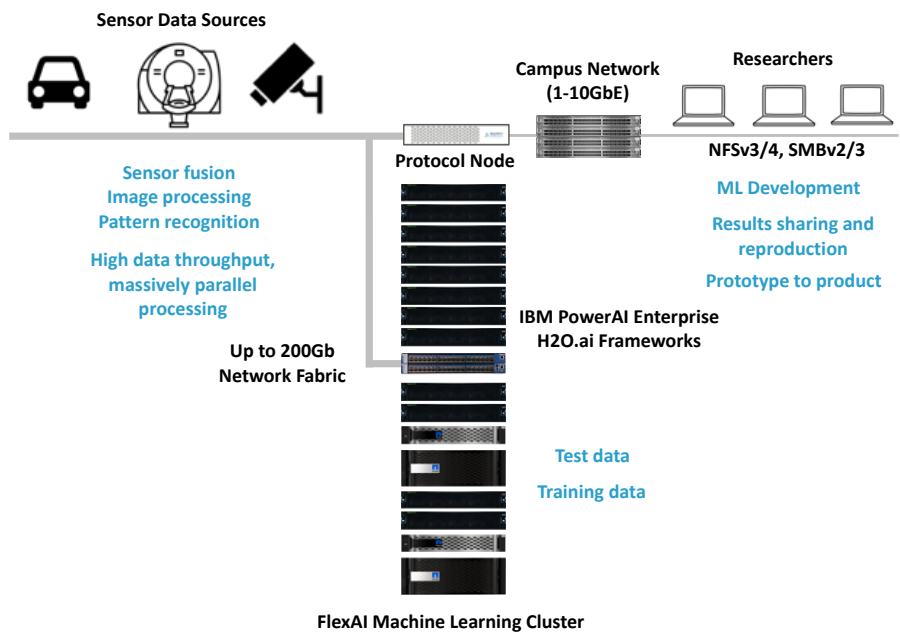 Sensor Data Sources
Campus Network
(1-10GbE)
Researchers
Protocol Node
NFSv3/4, SMBv2/3
Sensor fusion
Image processing
Pattern recognition
High data throughput,
massively parallel
processing
ML Development
Results sharing and
reproduction
Prototype to product
IBM PowerAI Enterprise
H2O.ai Frameworks
Up to 200Gb
Network Fabric
Test data
Training data
FlexAI Machine Learning Cluster